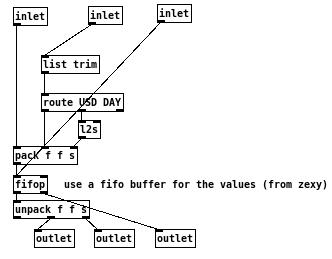 inlet
inlet
inlet
list trim
route USD DAY
l2s
pack f f s
fifop
use a fifo buffer for the values (from zexy)
unpack f f s
outlet
outlet
outlet